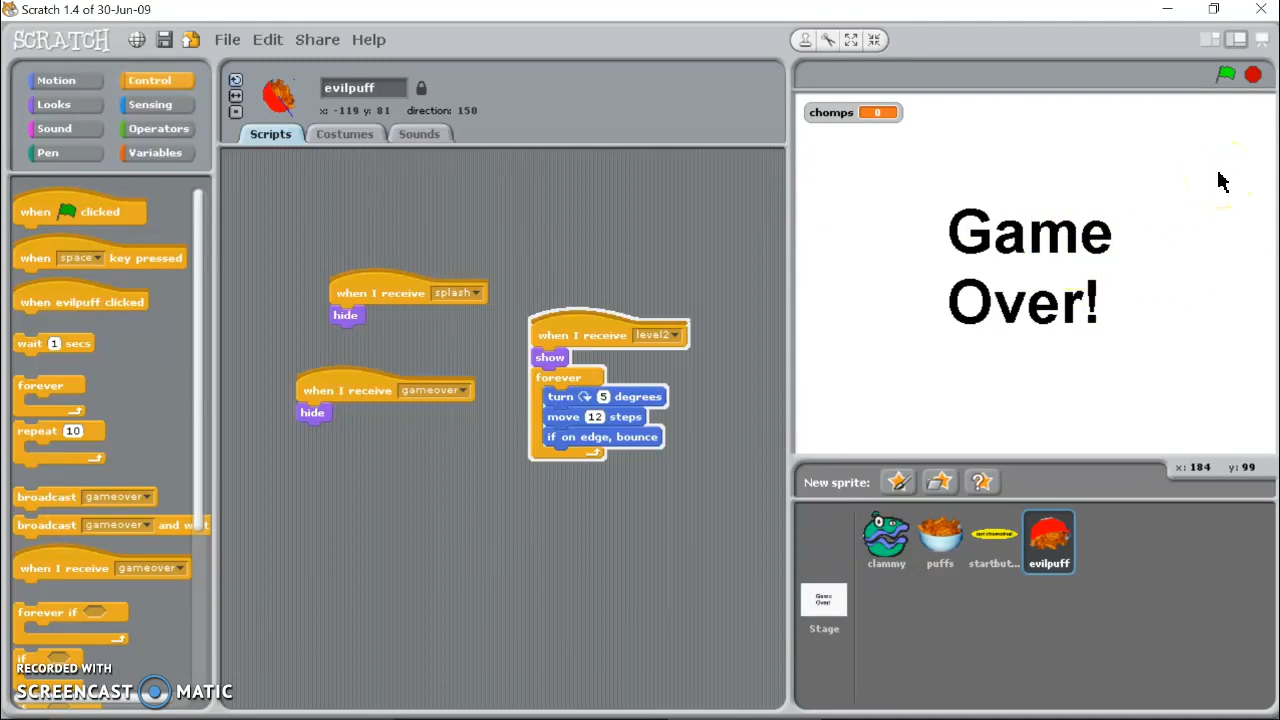 Scratch 1.4 of 30-Jun-09
SCRATCH File Edit Share Help
Motion Control
Looks Sensing
Sound Operators
Pen Variables
when clicked
when space key pressed
when evilpuff clicked
wait 1 secs
forever
repeat 10
broadcast gameover
broadcast gameover and wait
when I receive gameover
forever if
if
RECORDED WITH
SCREENCAST MATIC
evilpuff
x: -119 y: 81 direction: 150
Scripts Costumes Sounds
when I receive splash
hide
when I receive gameover
hide
when I receive level2
show
forever
turn 5 degrees
move 12 steps
if on edge, bounce
chomps 0
Game
Over!
x: 184 y: 99
New sprite:
clammy puffs startbut... evilpuff
Game
Over!
Stage